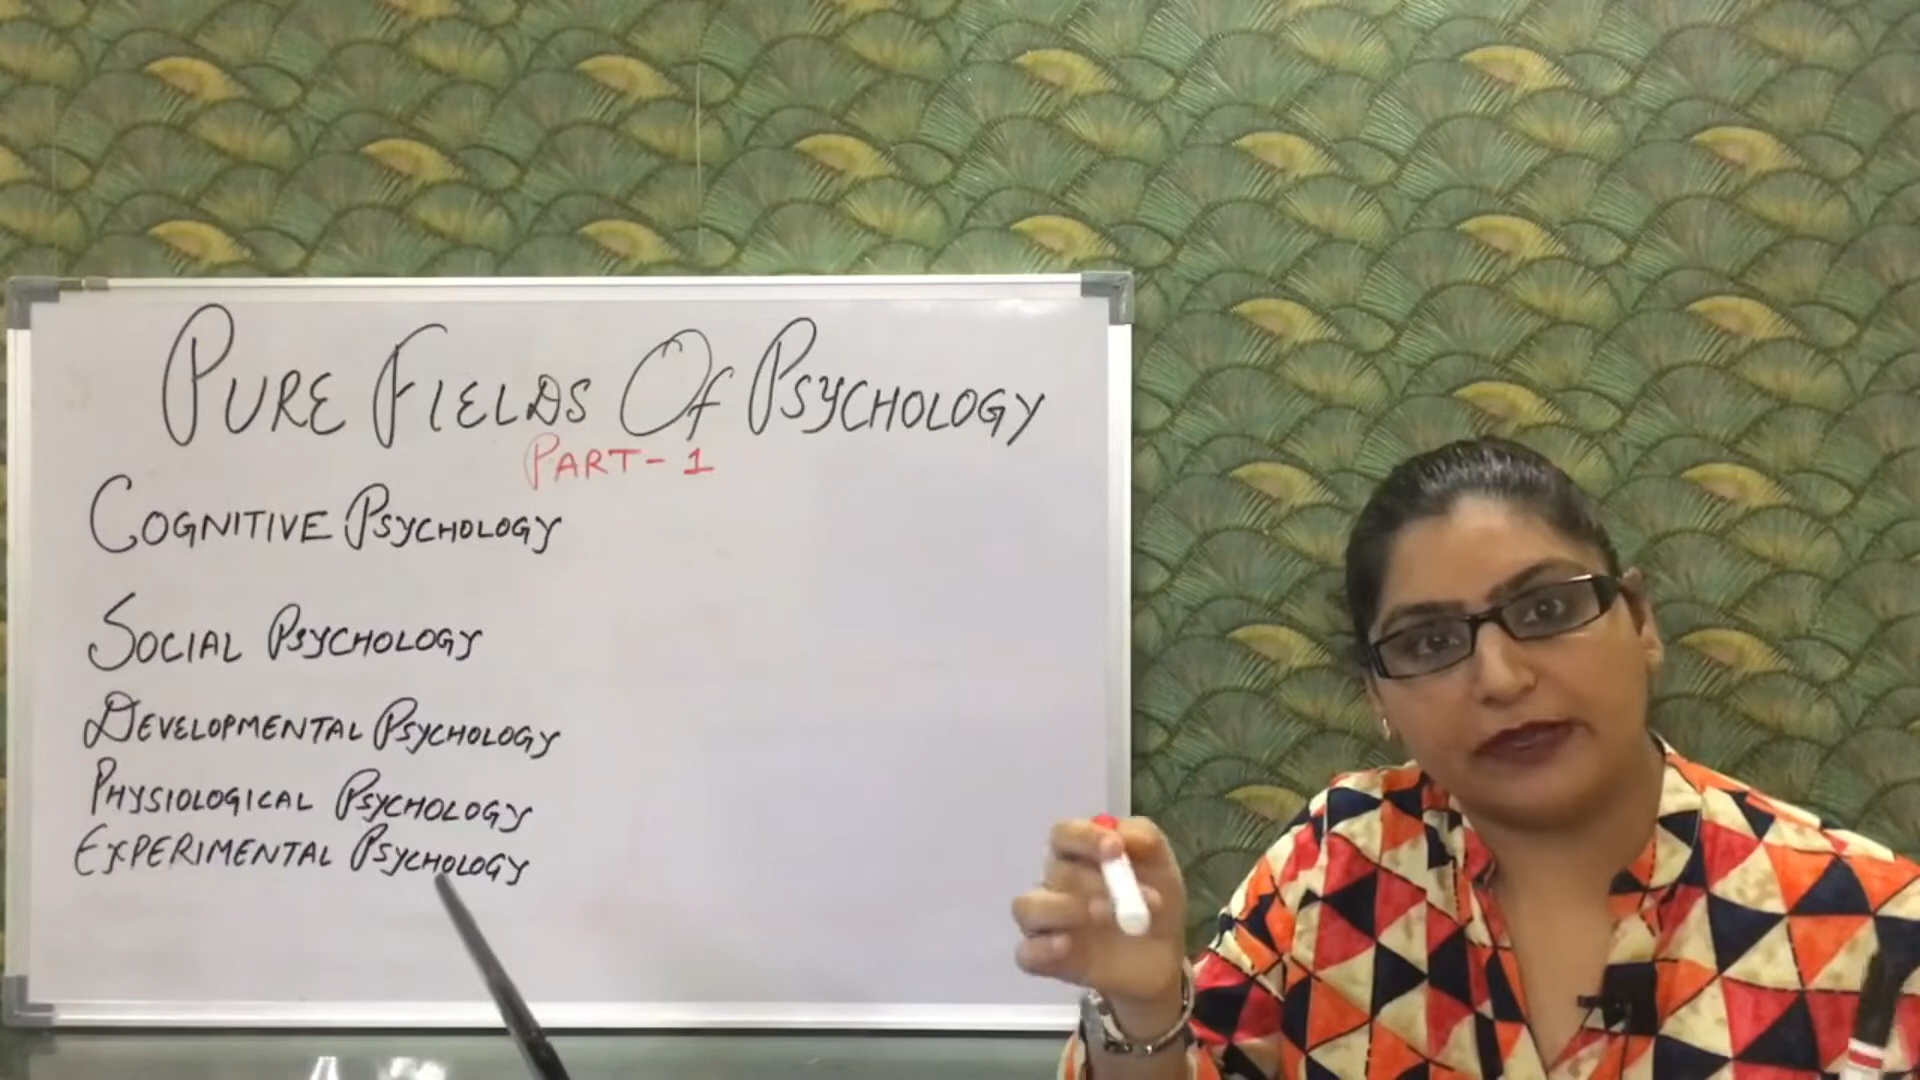 PURE FIELDS OF PSYCHOLOGY
PART-1
COGNITIVE PSYCHOLOGY
SOCIAL PSYCHOLOGY
DEVELOPMENTAL PSYCHOLOGY
PHYSIOLOGICAL PSYCHOLOGY
EXPERIMENTAL PSYCHOLOGY